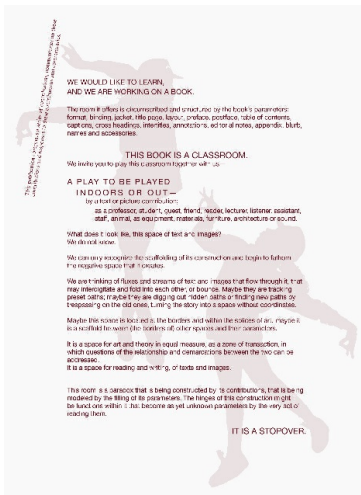 WE WOULD LIKE TO LEARN,
AND WE ARE WORKING ON A BOOK.
The room it offers is circumscribed and structured by the book's parameters:
format, binding, jacket, title page, layout, preface, postface, table of contents,
captions, cross headings, intertitles, annotations, editorial notes, appendix, blurb,
names and accessories.
THIS BOOK IS A CLASSROOM.
We invite you to play this classroom together with us.
A PLAY TO BE PLAYED
INDOORS OR OUT—
by a text or picture contribution:
as a professor, student, guest, friend, reader, lecturer, listener, assistant,
staff, animal, as equipment, materials, furniture, architecture or sound.
What does it look like, this space of text and images?
We do not know.
We can only recognize the scaffolding of its construction and begin to fathom
the negative space that it creates.
We are thinking of fluxes and streams of text and images that flow through it, that
may interdigitate and fold into each other, or bounce. Maybe they are tracking
preset paths; maybe they are digging out hidden paths or finding new paths by
trespassing on the old ones, turning the story into a space without coordinates.
Maybe this space is located at the borders and within the spaces of art, maybe it
is a scaffold between (the borders of) other spaces and their parameters.
It is a space for art and theory in equal measure, as a zone of transaction, in
which questions of the relationship and demarcations between the two can be
addressed.
It is a space for reading and writing, of texts and images.
This room is a paradox that is being constructed by its contributions, that is being
modeled by the filling of its parameters. The hinges of this construction might
be functions within it that become as yet unknown parameters by the very act of
reading them.
IT IS A STOPOVER.